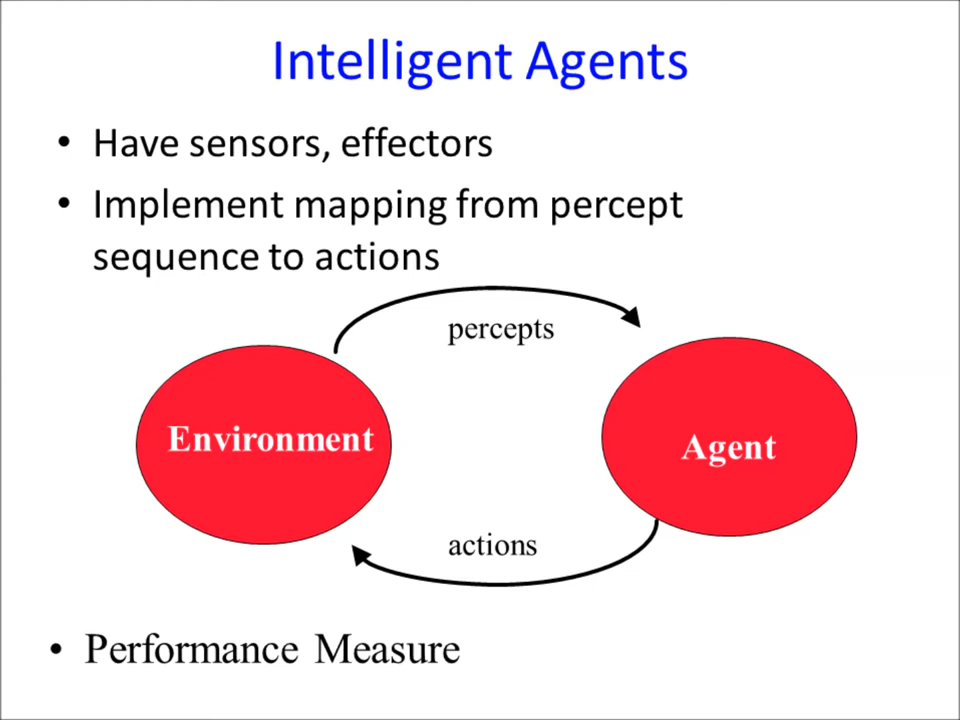 Intelligent Agents
• Have sensors, effectors
• Implement mapping from percept
sequence to actions
percepts
Environment
Agent
actions
• Performance Measure